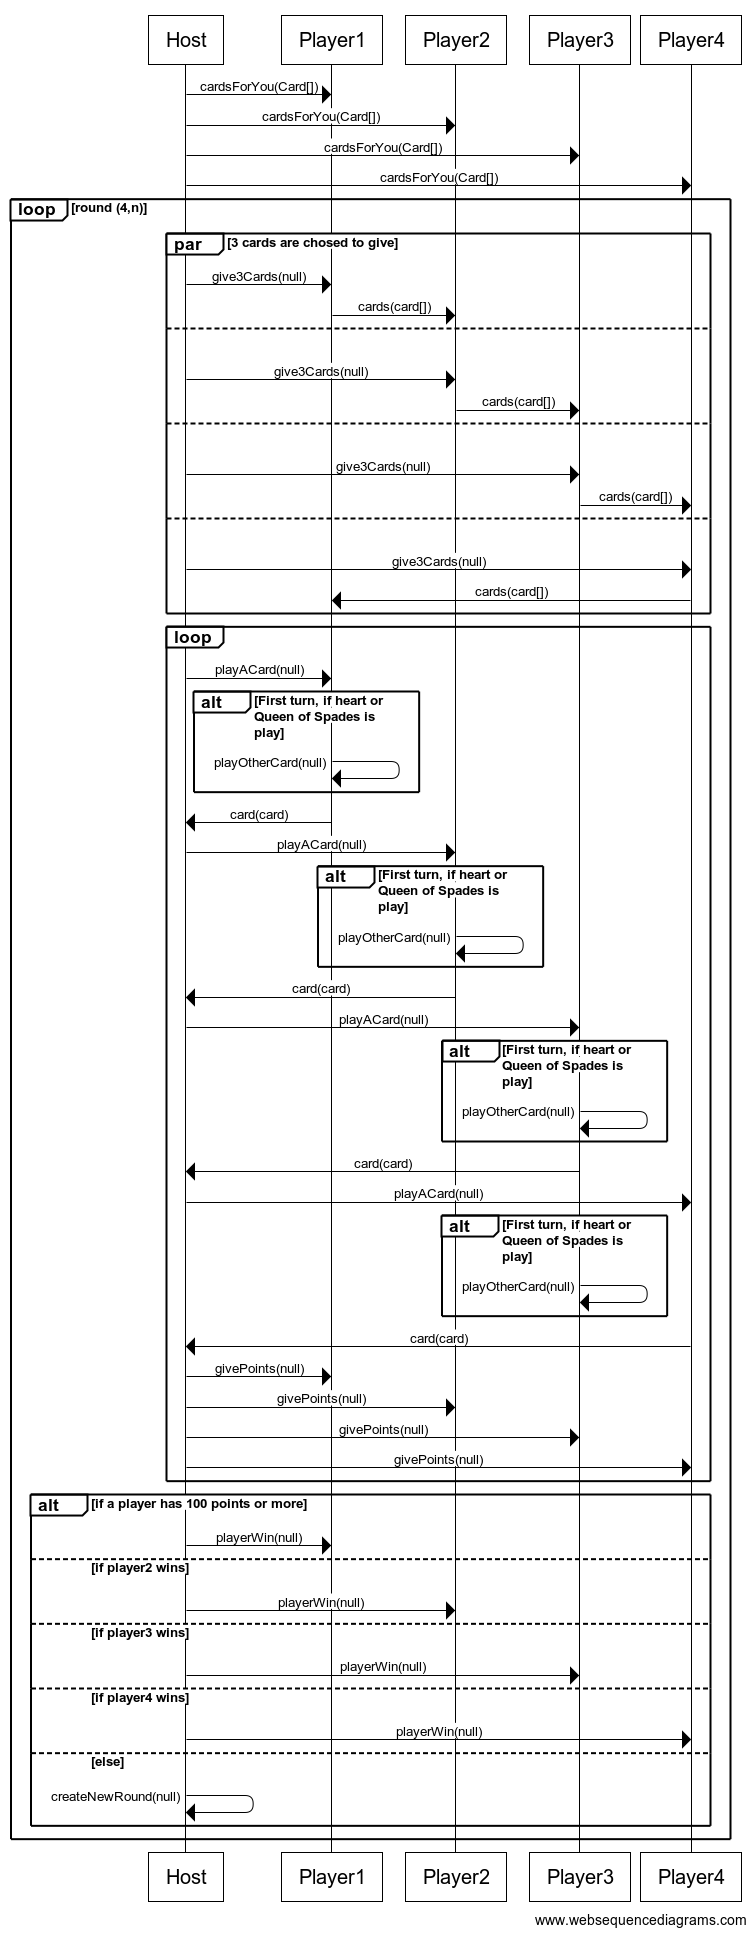 Host Player1 Player2 Player3 Player4
cardsForYou(Card[])
cardsForYou(Card[])
cardsForYou(Card[])
cardsForYou(Card[])
loop [round (4,n)]
par [3 cards are chosed to give]
give3Cards(null)
cards(card[])
give3Cards(null)
cards(card[])
give3Cards(null)
cards(card[])
give3Cards(null)
cards(card[])
loop
playACard(null)
alt [First turn, if heart or
Queen of Spades is
play]
playOtherCard(null)
card(card)
playACard(null)
alt [First turn, if heart or
Queen of Spades is
play]
playOtherCard(null)
card(card)
playACard(null)
alt [First turn, if heart or
Queen of Spades is
play]
playOtherCard(null)
card(card)
playACard(null)
alt [First turn, if heart or
Queen of Spades is
play]
playOtherCard(null)
card(card)
givePoints(null)
givePoints(null)
givePoints(null)
givePoints(null)
alt [if a player has 100 points or more]
playerWin(null)
[if player2 wins]
playerWin(null)
[if player3 wins]
playerWin(null)
[if player4 wins]
playerWin(null)
[else]
createNewRound(null)
Host Player1 Player2 Player3 Player4
www.websequencediagrams.com